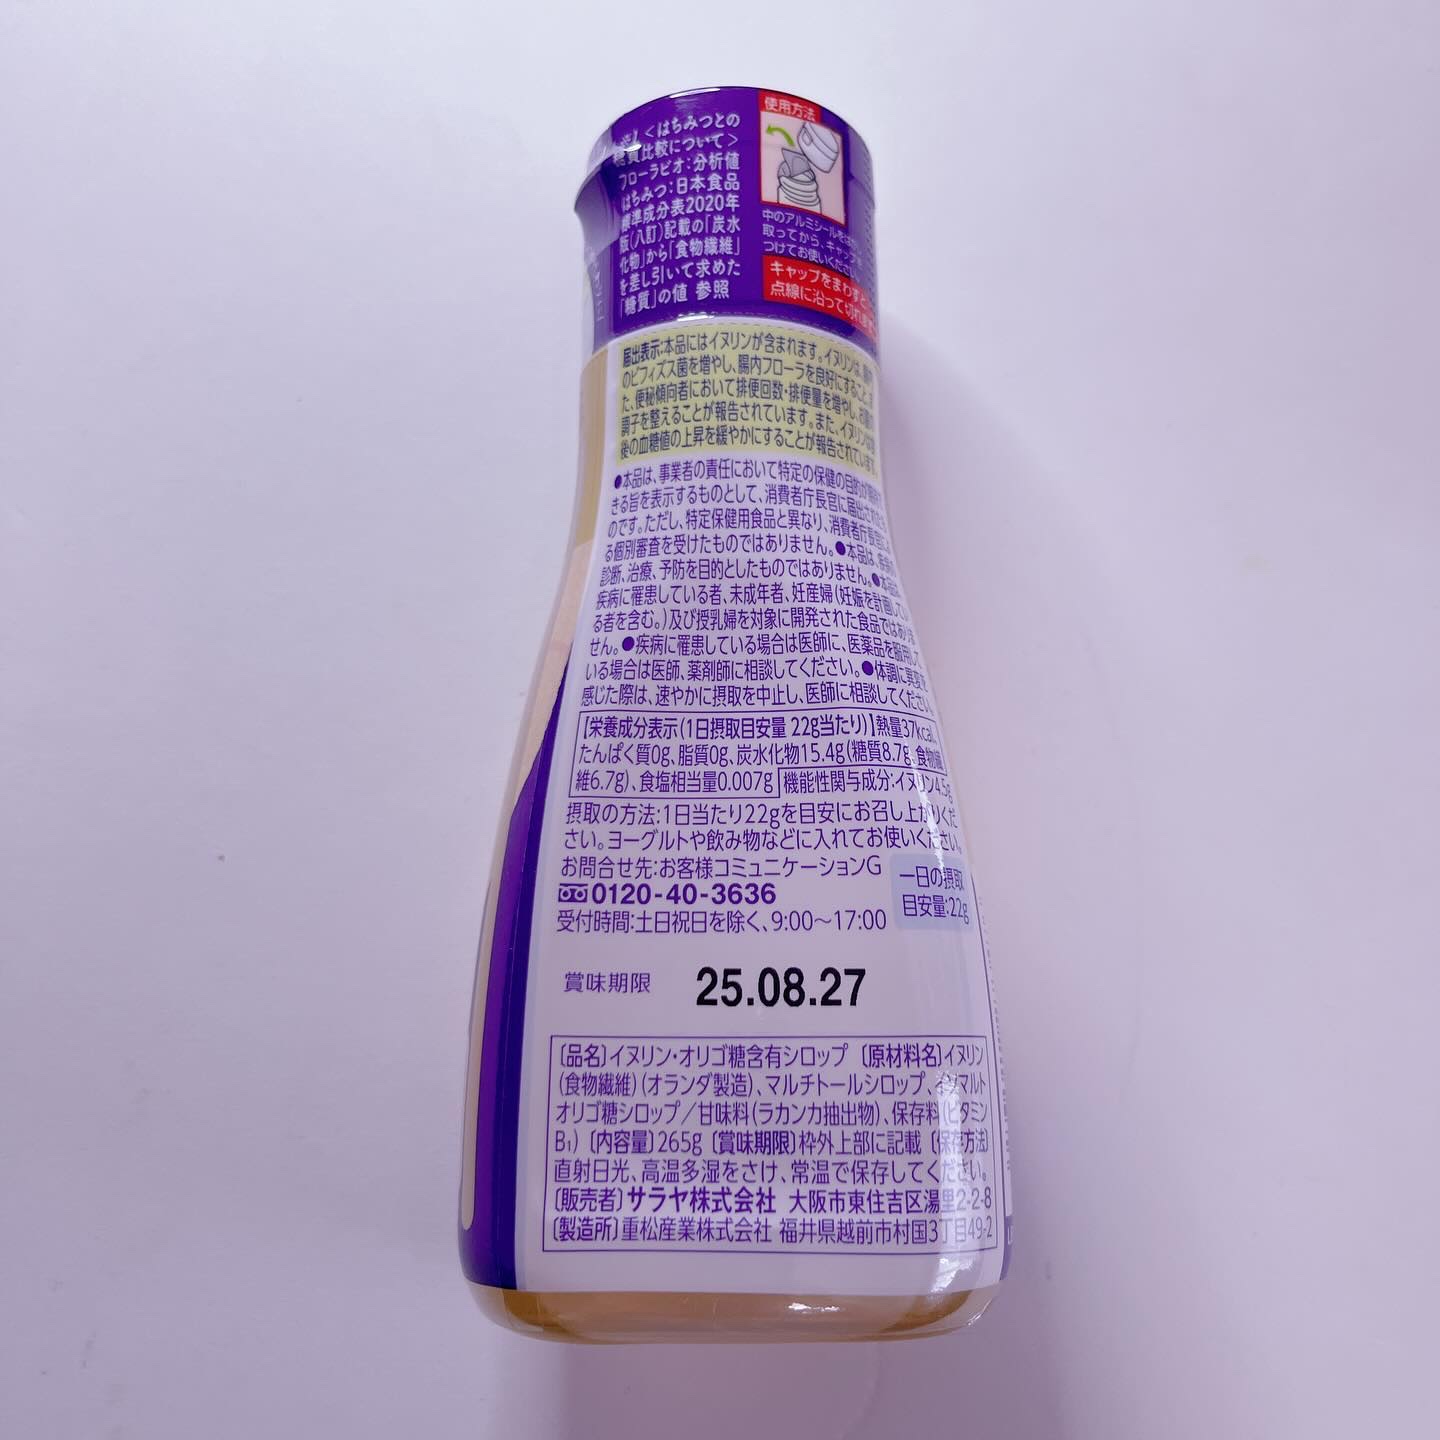 ＜はちみつとの
糖質比較について＞
フローラビオ:分析値
はちみつ:日本食品
標準成分表2020年
版(八訂)記載の「炭水
化物」から「食物繊維」
を差し引いて求めた
「糖質」の値 参照
使用方法
中のアルミシールを
取ってから、キャップを
つけてお使いください
キャップをまわすと
点線に沿って切れます
届出表示:本品にはイヌリンが含まれます。イヌリンは、
のビフィズス菌を増やし、腸内フローラを良好にすること、
た、便秘傾向者において排便回数・排便量を増やし、
調子を整えることが報告されています。また、イヌリンは
後の血糖値の上昇を緩やかにすることが報告されています。
●本品は、事業者の責任において特定の保健の目的が
きる旨を表示するものとして、消費者庁長官に届出された
のです。ただし、特定保健用食品と異なり、消費者庁長官
る個別審査を受けたものではありません。●本品は、疾病の
診断、治療、予防を目的としたものではありません。●本品は、
疾病に罹患している者、未成年者、妊産婦(妊娠を計画してい
る者を含む。)及び授乳婦を対象に開発された食品ではありま
せん。●疾病に罹患している場合は医師に、医薬品を服用して
いる場合は医師、薬剤師に相談してください。●体調に異変を
感じた際は、速やかに摂取を中止し、医師に相談してください。
【栄養成分表示(1日摂取目安量 22g当たり)】熱量37kcal、
たんぱく質0g、脂質0g、炭水化物15.4g(糖質8.7g、食物繊
維6.7g)、食塩相当量0.007g 機能性関与成分:イヌリン4.5g
摂取の方法:1日当たり22gを目安にお召し上がりくだ
さい。ヨーグルトや飲み物などに入れてお使いください。
お問合せ先:お客様コミュニケーションG
0120-40-3636
受付時間:土日祝日を除く、9:00～17:00
一日の摂取
目安量:22g
賞味期限 25.08.27
〔品名〕イヌリン・オリゴ糖含有シロップ 〔原材料名〕イヌリン
(食物繊維)(オランダ製造)、マルチトールシロップ、イソマルト
オリゴ糖シロップ／甘味料(ラカンカ抽出物)、保存料(ビタミン
B₁) 〔内容量〕265g 〔賞味期限〕枠外上部に記載 〔保存方法〕
直射日光、高温多湿をさけ、常温で保存してください。
〔販売者〕サラヤ株式会社 大阪市東住吉区湯里2-2-8
〔製造所〕重松産業株式会社 福井県越前市村国3丁目49-2